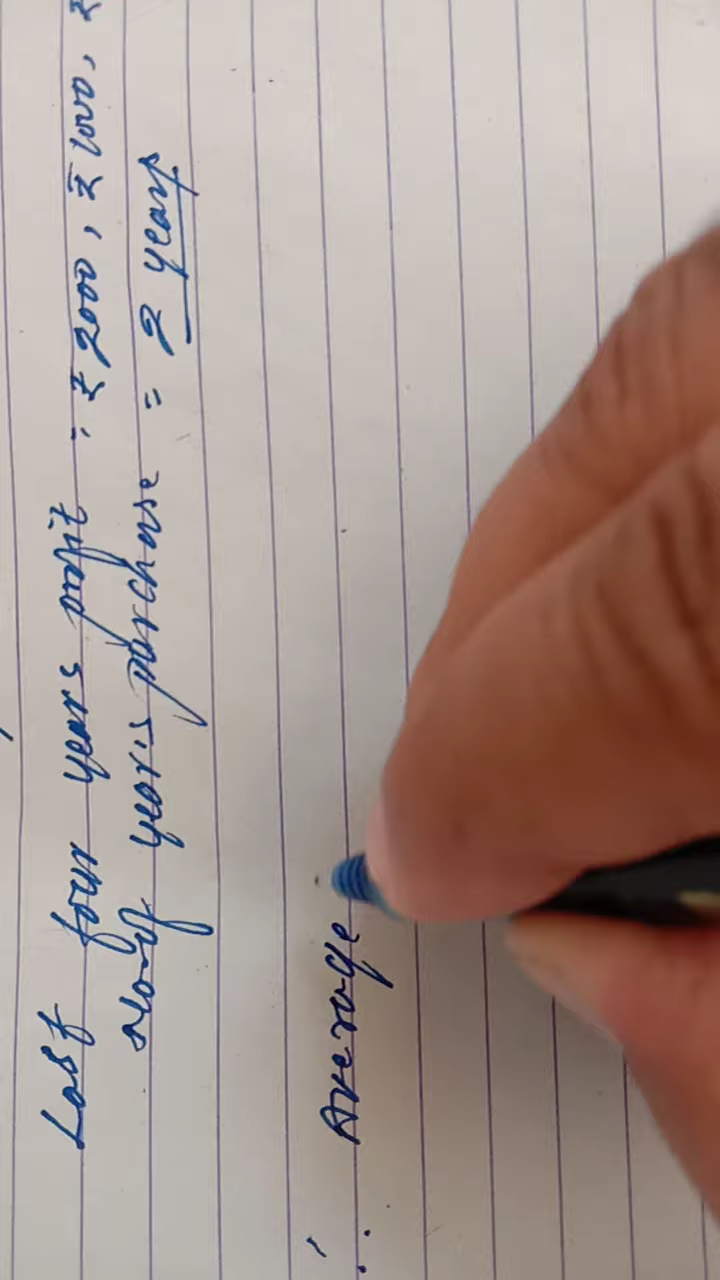 Last four years profit : ₹ 2000, ₹ 1000, ₹
No. of years purchase = 2 years
∴ Average